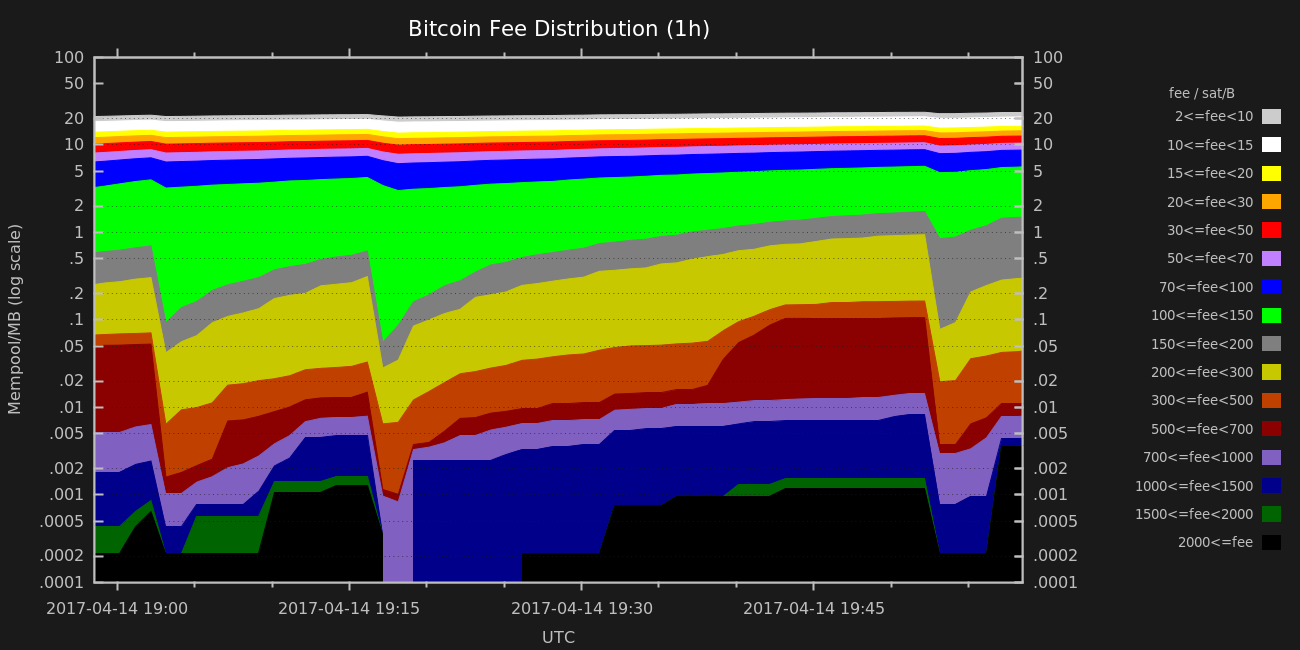 Bitcoin Fee Distribution (1h)
Mempool/MB (log scale)
100
50
20
10
5
2
1
.5
.2
.1
.05
.02
.01
.005
.002
.001
.0005
.0002
.0001
100
50
20
10
5
2
1
.5
.2
.1
.05
.02
.01
.005
.002
.001
.0005
.0002
.0001
2017-04-14 19:00
2017-04-14 19:15
2017-04-14 19:30
2017-04-14 19:45
UTC
fee / sat/B
2<=fee<10
10<=fee<15
15<=fee<20
20<=fee<30
30<=fee<50
50<=fee<70
70<=fee<100
100<=fee<150
150<=fee<200
200<=fee<300
300<=fee<500
500<=fee<700
700<=fee<1000
1000<=fee<1500
1500<=fee<2000
2000<=fee